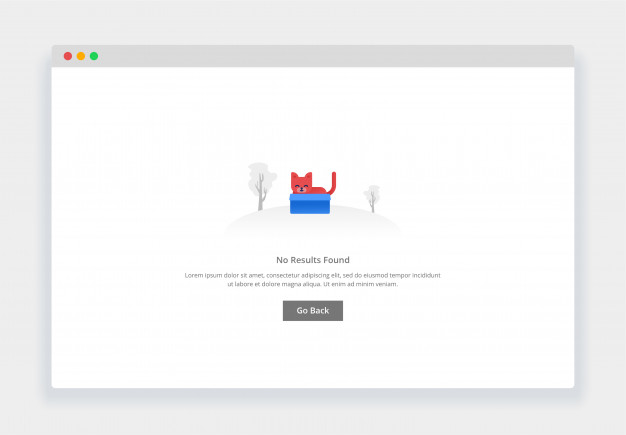 No Results Found
Lorem ipsum dolor sit amet, consectetur adipiscing elit, sed do eiusmod tempor incididunt
ut labore et dolore magna aliqua. Ut enim ad minim veniam.
Go Back